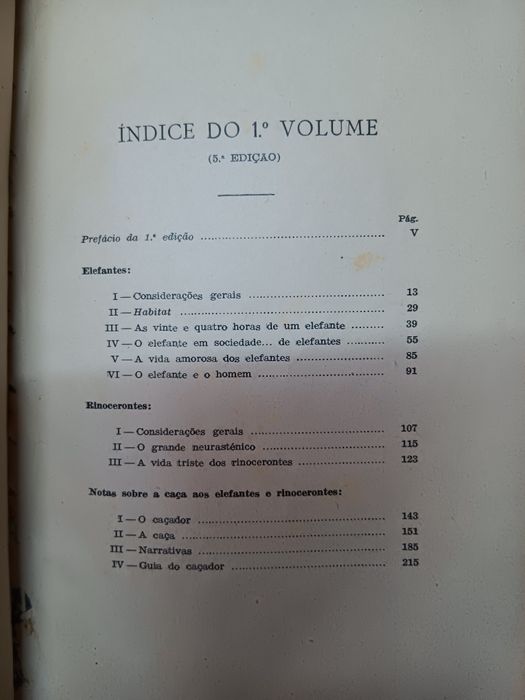 ÍNDICE DO 1.º VOLUME
(5.ª EDIÇÃO)
Pág.
Prefácio da 1.ª edição ........................................ V
Elefantes:
I — Considerações gerais .............................. 13
II — Habitat ............................................. 29
III — As vinte e quatro horas de um elefante ......... 39
IV — O elefante em sociedade... de elefantes .......... 55
V — A vida amorosa dos elefantes ..................... 85
VI — O elefante e o homem ............................ 91
Rinocerontes:
I — Considerações gerais .............................. 107
II — O grande neurasténico ............................ 115
III — A vida triste dos rinocerontes .................... 123
Notas sobre a caça aos elefantes e rinocerontes:
I — O caçador .......................................... 143
II — A caça ............................................. 151
III — Narrativas ......................................... 185
IV — Guia do caçador ................................... 215